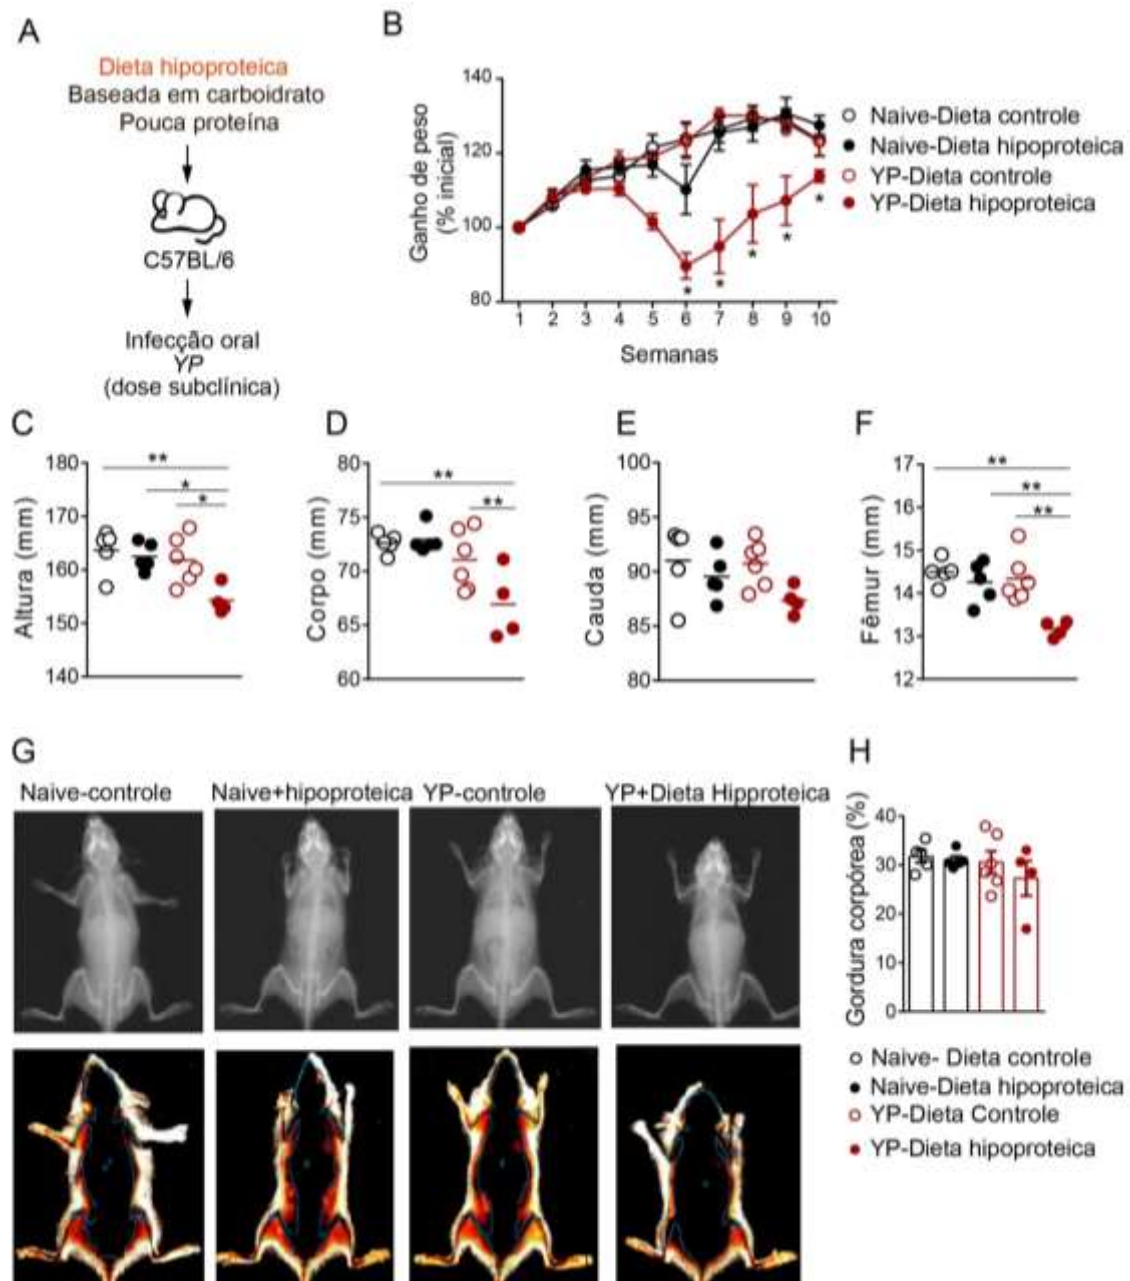 A
Dieta hipoproteica
Baseada em carboidrato
Pouca proteína
C57BL/6
Infecção oral
YP
(dose subclínica)
B
Ganho de peso
(% inicial)
140
120
100
80
1 2 3 4 5 6 7 8 9 10
Semanas
* * * * *
Naive-Dieta controle
Naive-Dieta hipoproteica
YP-Dieta controle
YP-Dieta hipoproteica
C
Altura (mm)
180
170
160
150
140
**
*
*
D
Corpo (mm)
80
75
70
65
60
**
**
E
Cauda (mm)
100
95
90
85
80
F
Fêmur (mm)
17
16
15
14
13
12
**
**
**
G
Naive-controle
Naive+hipoproteica
YP-controle
YP+Dieta Hipproteica
H
Gordura corpórea (%)
40
30
20
10
0
Naive- Dieta controle
Naive-Dieta hipoproteica
YP-Dieta Controle
YP-Dieta hipoproteica